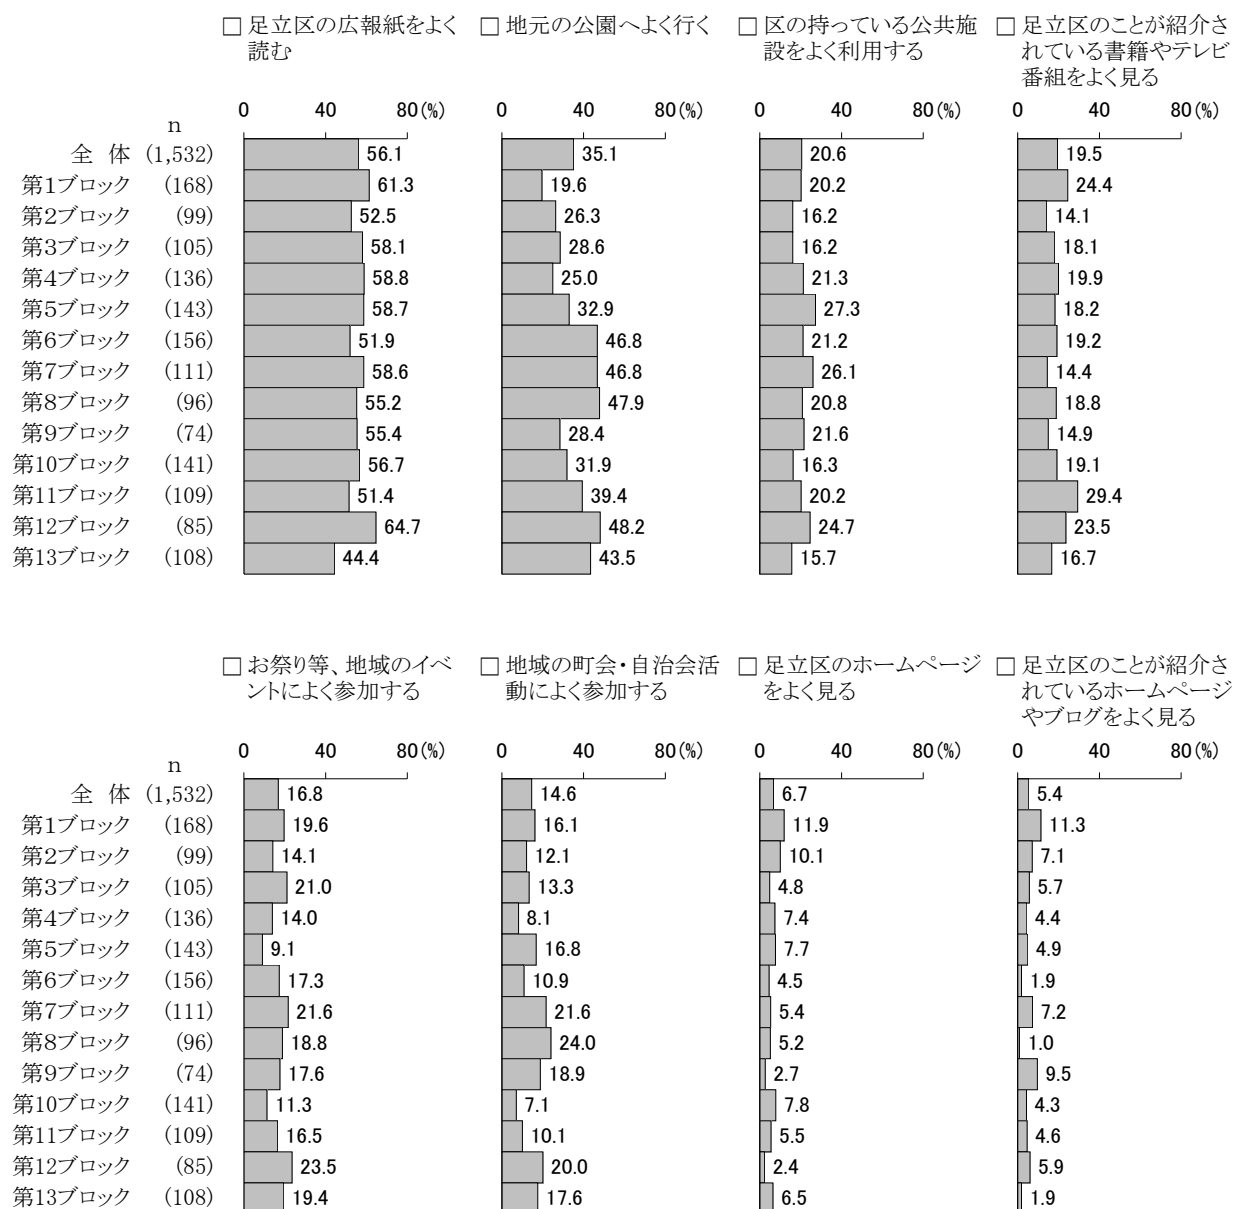 □ 足立区の広報紙をよく
読む
□ 地元の公園へよく行く
□ 区の持っている公共施
設をよく利用する
□ 足立区のことが紹介さ
れている書籍やテレビ
番組をよく見る
0 40 80(%) 0 40 80(%) 0 40 80(%) 0 40 80(%)
n
全 体 (1,532) 56.1 35.1 20.6 19.5
第1ブロック (168) 61.3 19.6 20.2 24.4
第2ブロック (99) 52.5 26.3 16.2 14.1
第3ブロック (105) 58.1 28.6 16.2 18.1
第4ブロック (136) 58.8 25.0 21.3 19.9
第5ブロック (143) 58.7 32.9 27.3 18.2
第6ブロック (156) 51.9 46.8 21.2 19.2
第7ブロック (111) 58.6 46.8 26.1 14.4
第8ブロック (96) 55.2 47.9 20.8 18.8
第9ブロック (74) 55.4 28.4 21.6 14.9
第10ブロック (141) 56.7 31.9 16.3 19.1
第11ブロック (109) 51.4 39.4 20.2 29.4
第12ブロック (85) 64.7 48.2 24.7 23.5
第13ブロック (108) 44.4 43.5 15.7 16.7
□ お祭り等、地域のイベ
ントによく参加する
□ 地域の町会・自治会活
動によく参加する
□ 足立区のホームページ
をよく見る
□ 足立区のことが紹介さ
れているホームページ
やブログをよく見る
0 40 80(%) 0 40 80(%) 0 40 80(%) 0 40 80(%)
n
全 体 (1,532) 16.8 14.6 6.7 5.4
第1ブロック (168) 19.6 16.1 11.9 11.3
第2ブロック (99) 14.1 12.1 10.1 7.1
第3ブロック (105) 21.0 13.3 4.8 5.7
第4ブロック (136) 14.0 8.1 7.4 4.4
第5ブロック (143) 9.1 16.8 7.7 4.9
第6ブロック (156) 17.3 10.9 4.5 1.9
第7ブロック (111) 21.6 21.6 5.4 7.2
第8ブロック (96) 18.8 24.0 5.2 1.0
第9ブロック (74) 17.6 18.9 2.7 9.5
第10ブロック (141) 11.3 7.1 7.8 4.3
第11ブロック (109) 16.5 10.1 5.5 4.6
第12ブロック (85) 23.5 20.0 2.4 5.9
第13ブロック (108) 19.4 17.6 6.5 1.9